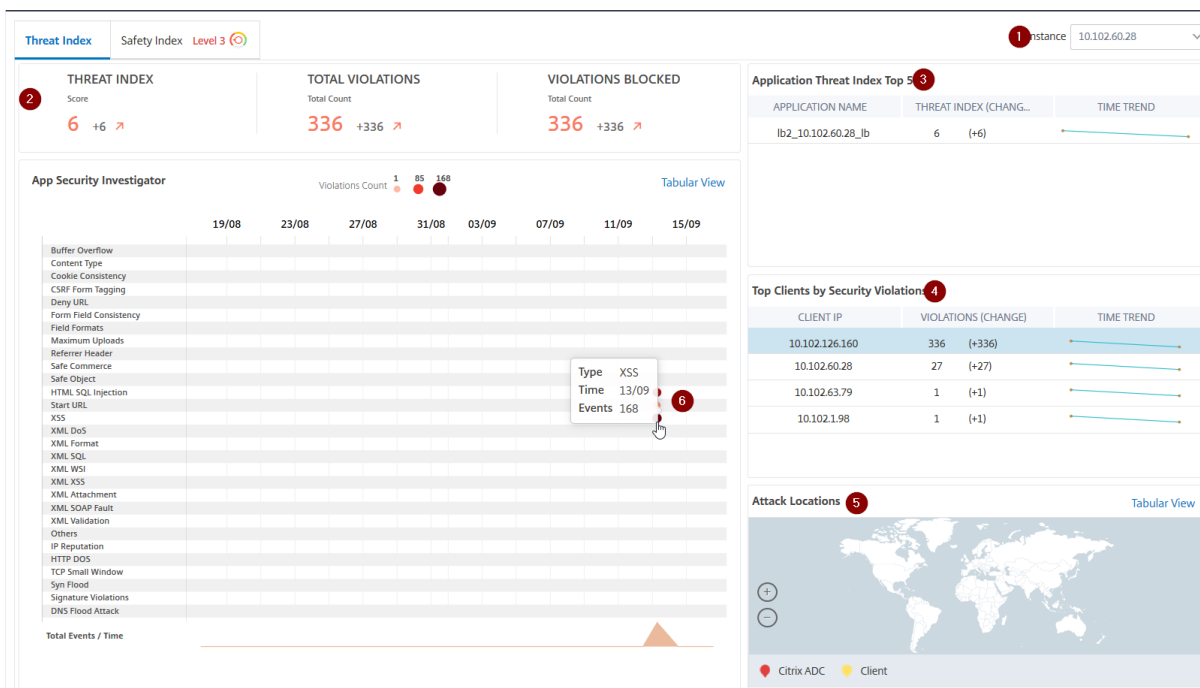 Threat Index
Safety Index Level 3
1 nstance 10.102.60.28
2
THREAT INDEX
Score
6 +6
TOTAL VIOLATIONS
Total Count
336 +336
VIOLATIONS BLOCKED
Total Count
336 +336
App Security Investigator
Violations Count 1 85 168
Tabular View
19/08 23/08 27/08 31/08 03/09 07/09 11/09 15/09
Buffer Overflow
Content Type
Cookie Consistency
CSRF Form Tagging
Deny URL
Form Field Consistency
Field Formats
Maximum Uploads
Referrer Header
Safe Commerce
Safe Object
HTML SQL Injection
Start URL
XSS
XML DoS
XML Format
XML SQL
XML WSI
XML XSS
XML Attachment
XML SOAP Fault
XML Validation
Others
IP Reputation
HTTP DOS
TCP Small Window
Syn Flood
Signature Violations
DNS Flood Attack
Total Events / Time
Type XSS
Time 13/09
Events 168
6
Application Threat Index Top 5 3
APPLICATION NAME THREAT INDEX (CHANG... TIME TREND
lb2_10.102.60.28_lb 6 (+6)
Top Clients by Security Violations 4
CLIENT IP VIOLATIONS (CHANGE) TIME TREND
10.102.126.160 336 (+336)
10.102.60.28 27 (+27)
10.102.63.79 1 (+1)
10.102.1.98 1 (+1)
Attack Locations 5
Tabular View
+
−
Citrix ADC Client